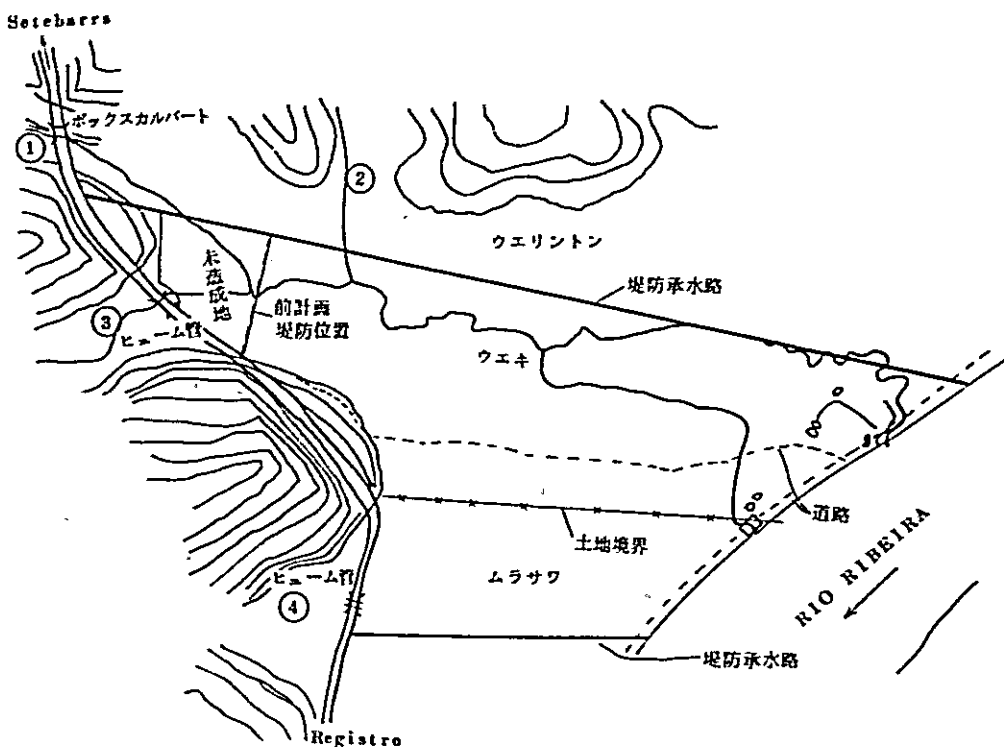 Setebarra
ボックスカルバート
①
②
ウエリントン
未造成地
前計画
堤防位置
堤防承水路
③
ヒューム管
ウエキ
道路
土地境界
ムラサワ
ヒューム管
④
RIO RIBEIRA
堤防承水路
Registro